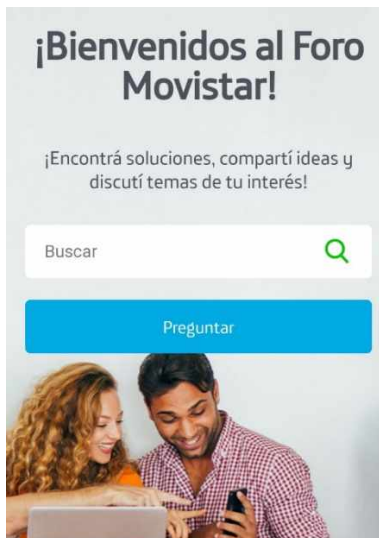 ¡Bienvenidos al Foro
Movistar!
¡Encontrá soluciones, compartí ideas y
discutí temas de tu interés!
Buscar
Preguntar